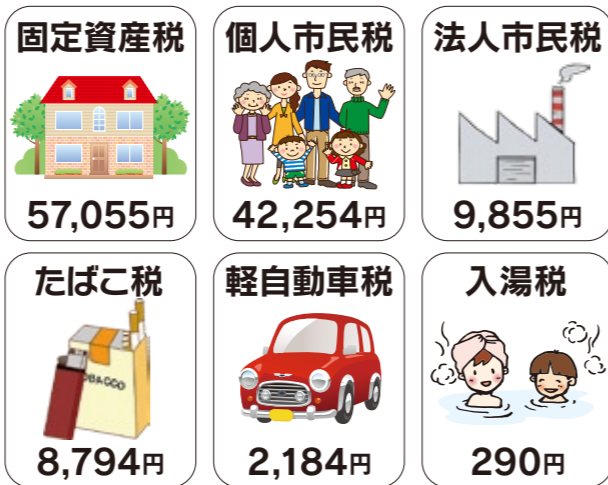 固定資産税
57,055円
個人市民税
42,254円
法人市民税
9,855円
たばこ税
OBACCO
8,794円
軽自動車税
2,184円
入湯税
290円